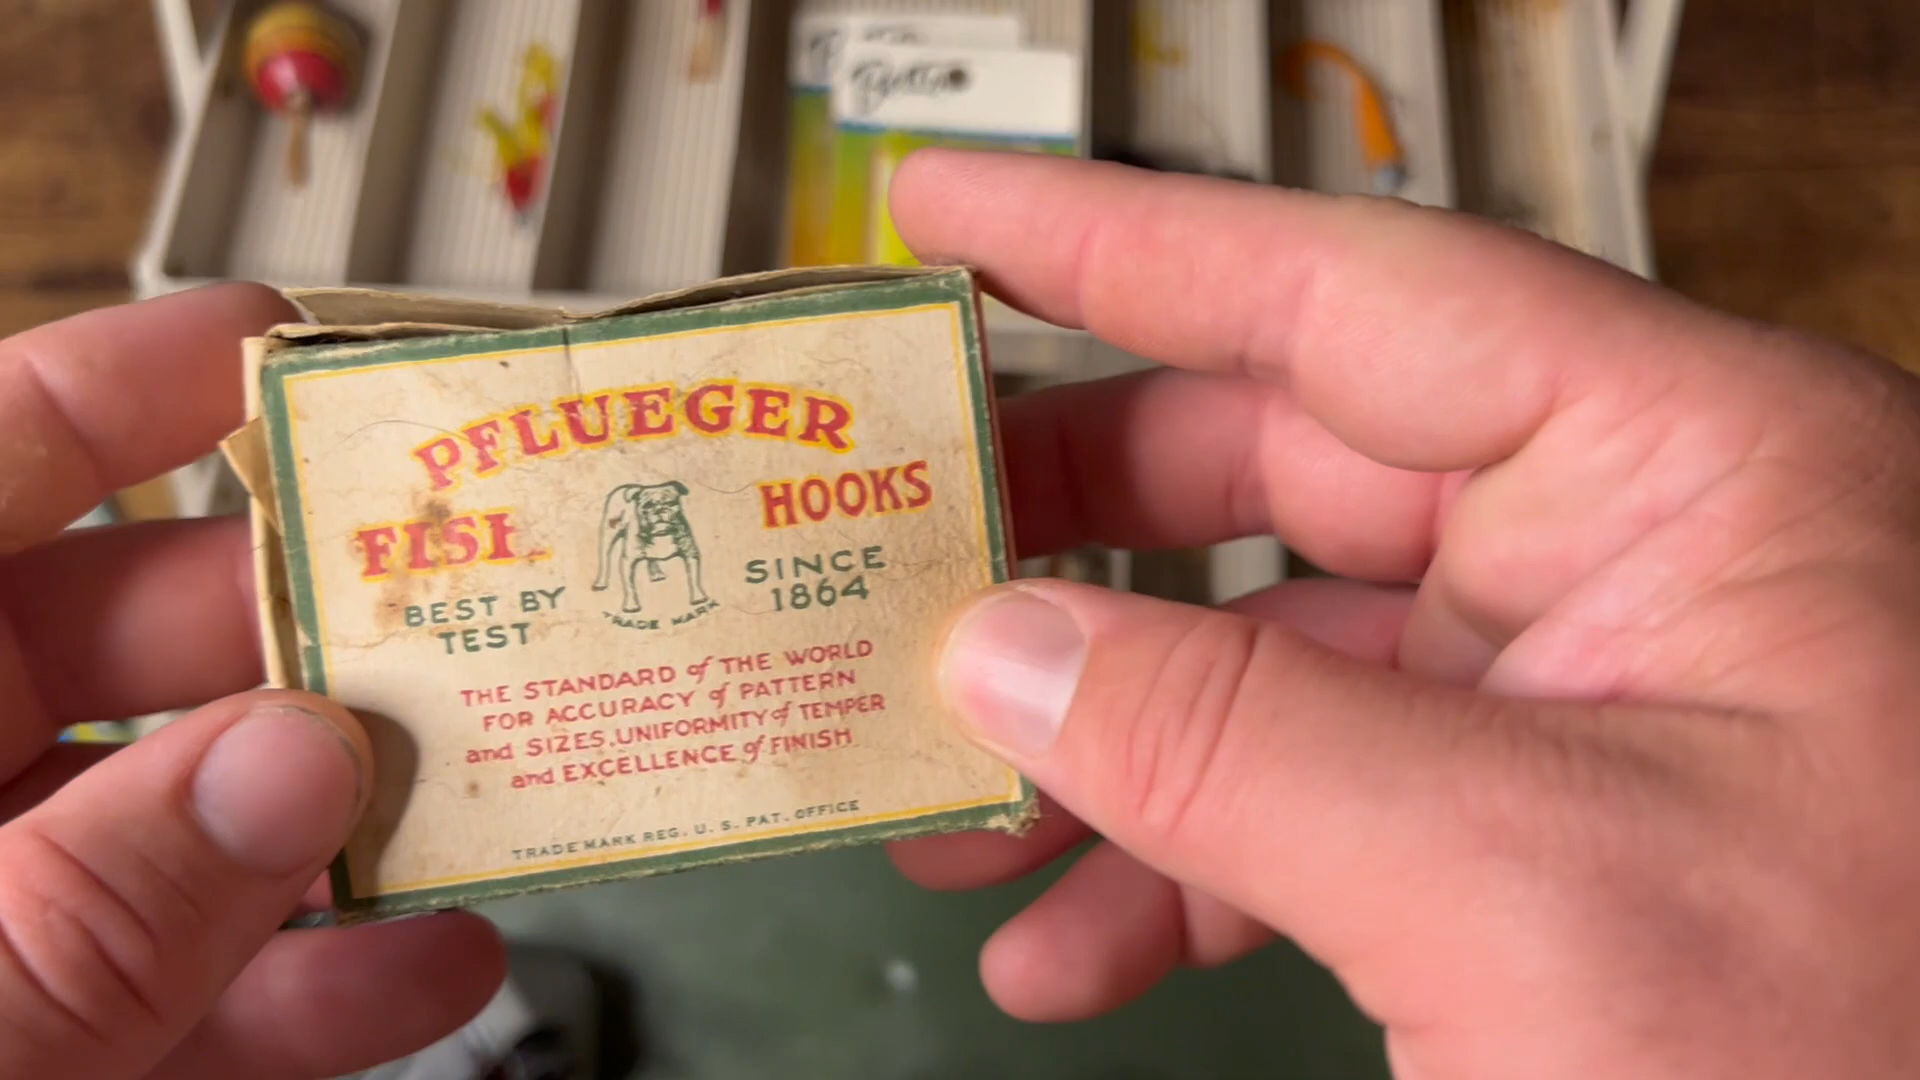 Betts
PFLUEGER
FISH HOOKS
BEST BY TEST
SINCE 1864
TRADE MARK
THE STANDARD of THE WORLD
FOR ACCURACY of PATTERN
and SIZES, UNIFORMITY of TEMPER
and EXCELLENCE of FINISH
TRADE MARK REG. U. S. PAT. OFFICE